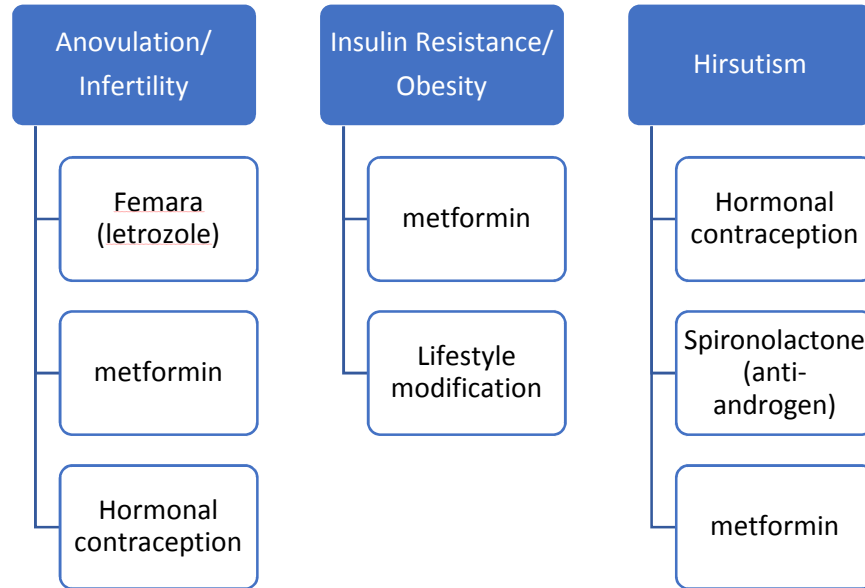 Anovulation/
Infertility
Femara
(letrozole)
metformin
Hormonal
contraception
Insulin Resistance/
Obesity
metformin
Lifestyle
modification
Hirsutism
Hormonal
contraception
Spironolactone
(anti-
androgen)
metformin